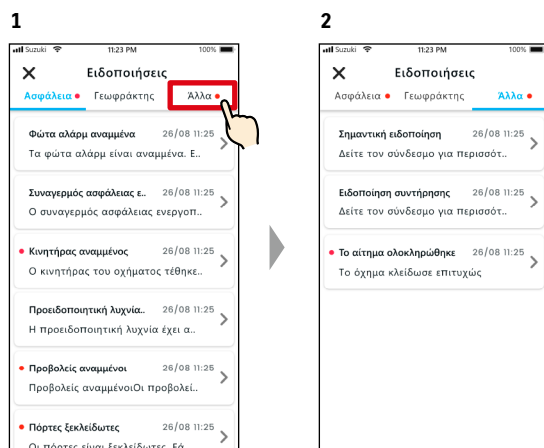 1
Suzuki 11:23 PM 100%
Ειδοποιήσεις
Ασφάλεια Γεωφράκτης Άλλα
Φώτα αλάρμ αναμμένα 26/08 11:25
Τα φώτα αλάρμ είναι αναμμένα. Ε..
Συναγερμός ασφάλειας ε.. 26/08 11:25
Ο συναγερμός ασφάλειας ενεργοπ..
Κινητήρας αναμμένος 26/08 11:25
Ο κινητήρας του οχήματος τέθηκε..
Προειδοποιητική λυχνία.. 26/08 11:25
Η προειδοποιητική λυχνία έχει α..
Προβολείς αναμμένοι 26/08 11:25
Προβολείς αναμμένοιΟι προβολεί..
Πόρτες ξεκλείδωτες 26/08 11:25
Οι πόρτες είναι ξεκλείδωτες. Εά..
2
Suzuki 11:23 PM 100%
Ειδοποιήσεις
Ασφάλεια Γεωφράκτης Άλλα
Σημαντική ειδοποίηση 26/08 11:25
Δείτε τον σύνδεσμο για περισσότ..
Ειδοποίηση συντήρησης 26/08 11:25
Δείτε τον σύνδεσμο για περισσότ..
Το αίτημα ολοκληρώθηκε 26/08 11:25
Το όχημα κλείδωσε επιτυχώς